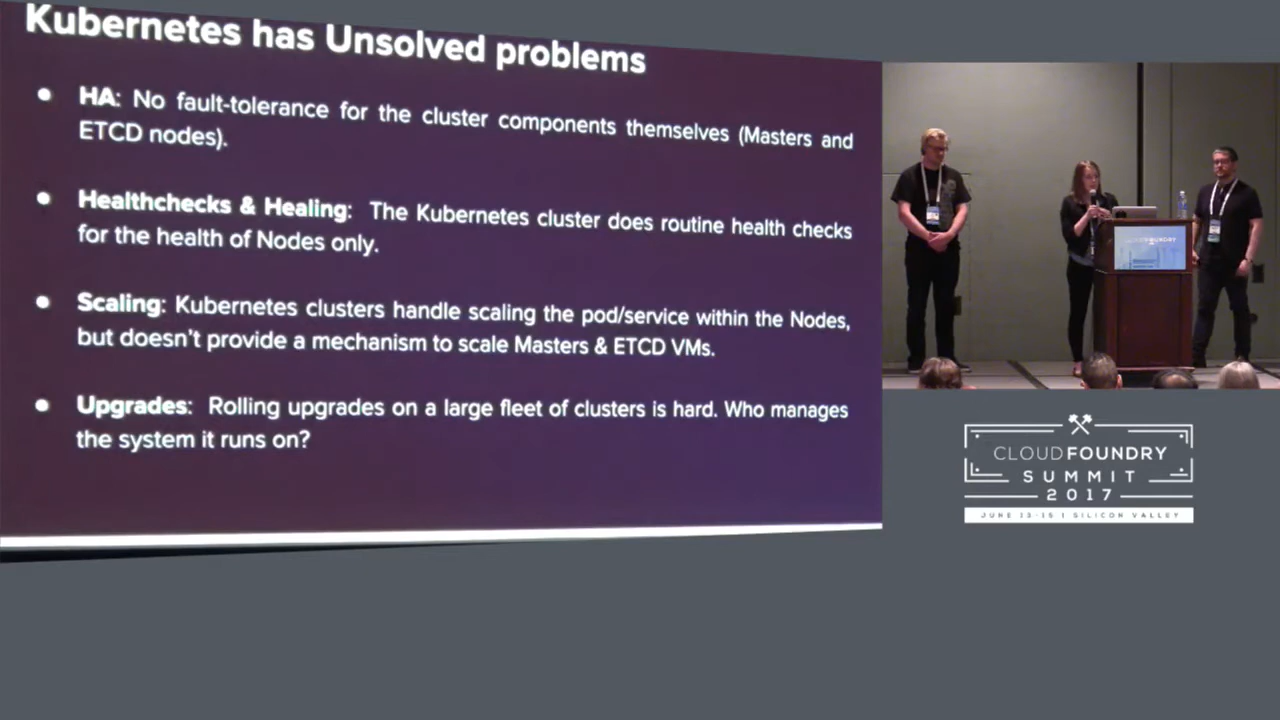 Kubernetes has Unsolved problems
● HA: No fault-tolerance for the cluster components themselves (Masters and
ETCD nodes).
● Healthchecks & Healing: The Kubernetes cluster does routine health checks
for the health of Nodes only.
● Scaling: Kubernetes clusters handle scaling the pod/service within the Nodes,
but doesn't provide a mechanism to scale Masters & ETCD VMs.
● Upgrades: Rolling upgrades on a large fleet of clusters is hard. Who manages
the system it runs on?
CLOUD FOUNDRY
SUMMIT
2017
JUNE 13-15 | SILICON VALLEY